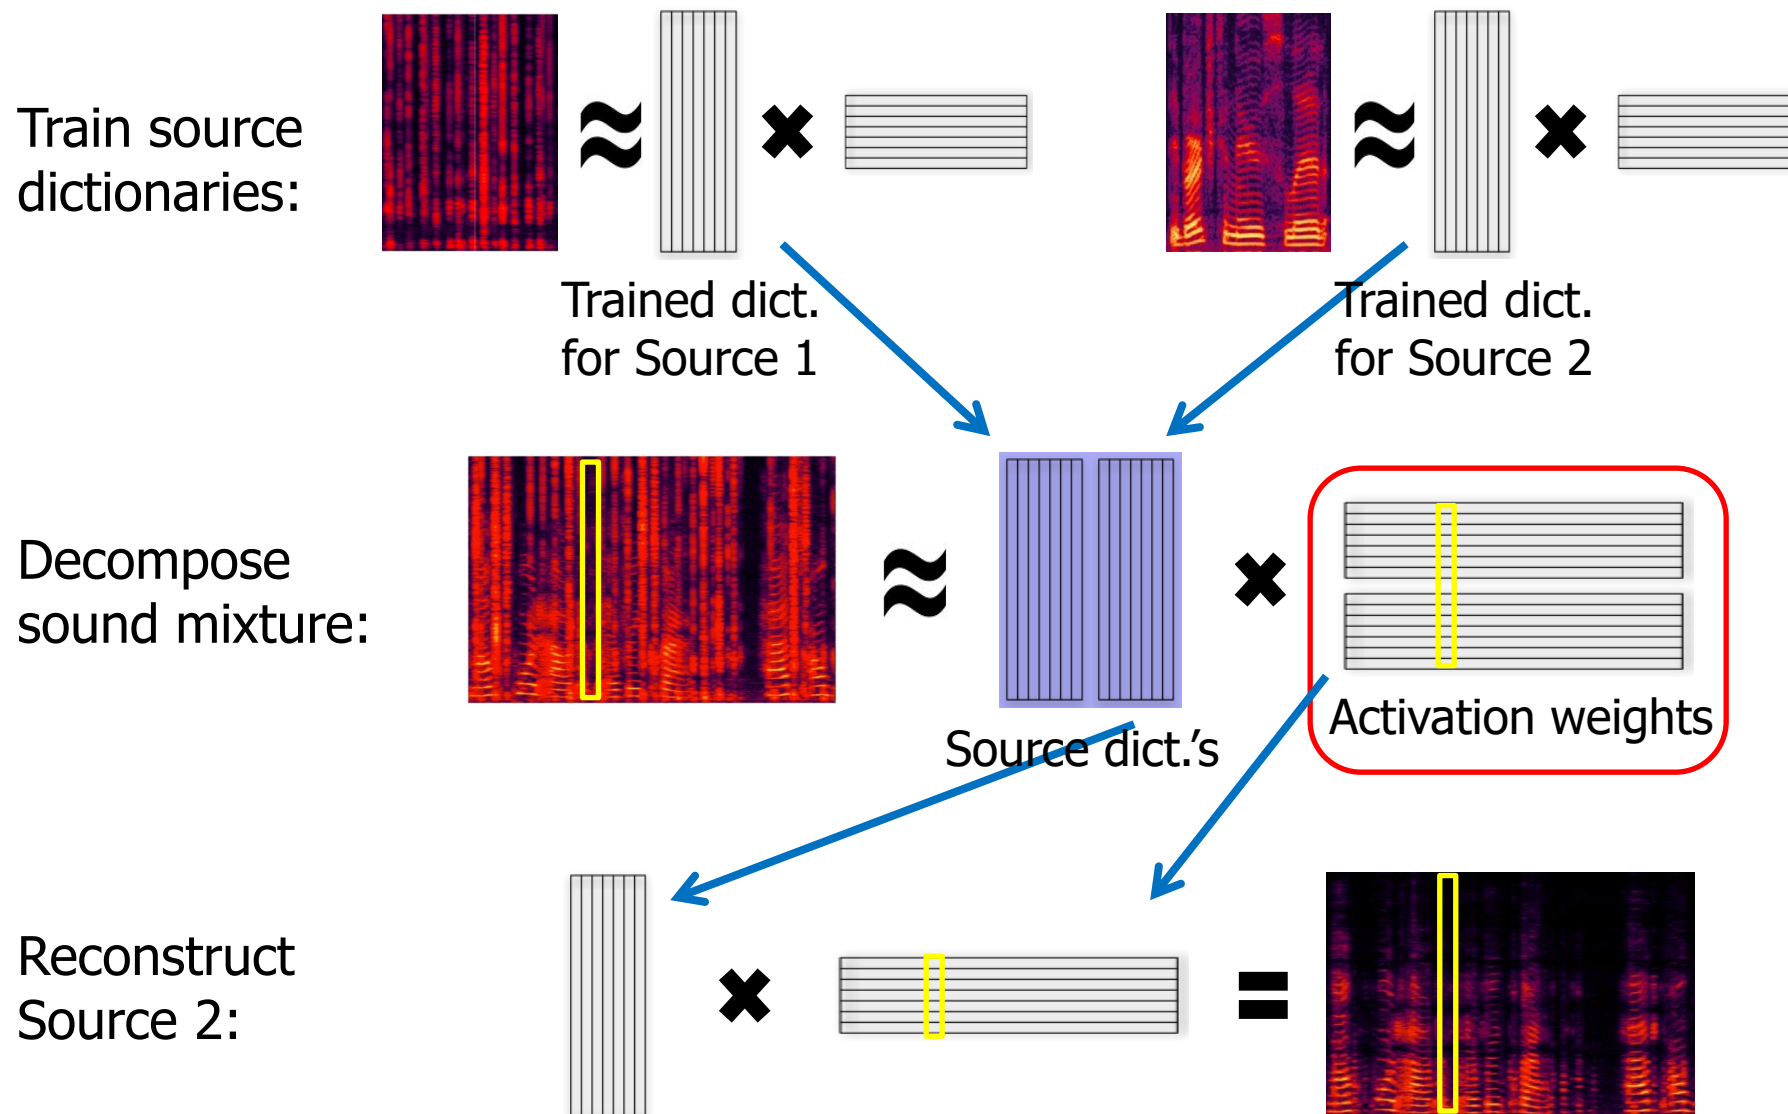 Train source
dictionaries:
≈
✖
≈
✖
Trained dict.
for Source 1
Trained dict.
for Source 2
Decompose
sound mixture:
≈
✖
Source dict.’s
Activation weights
Reconstruct
Source 2:
✖
=